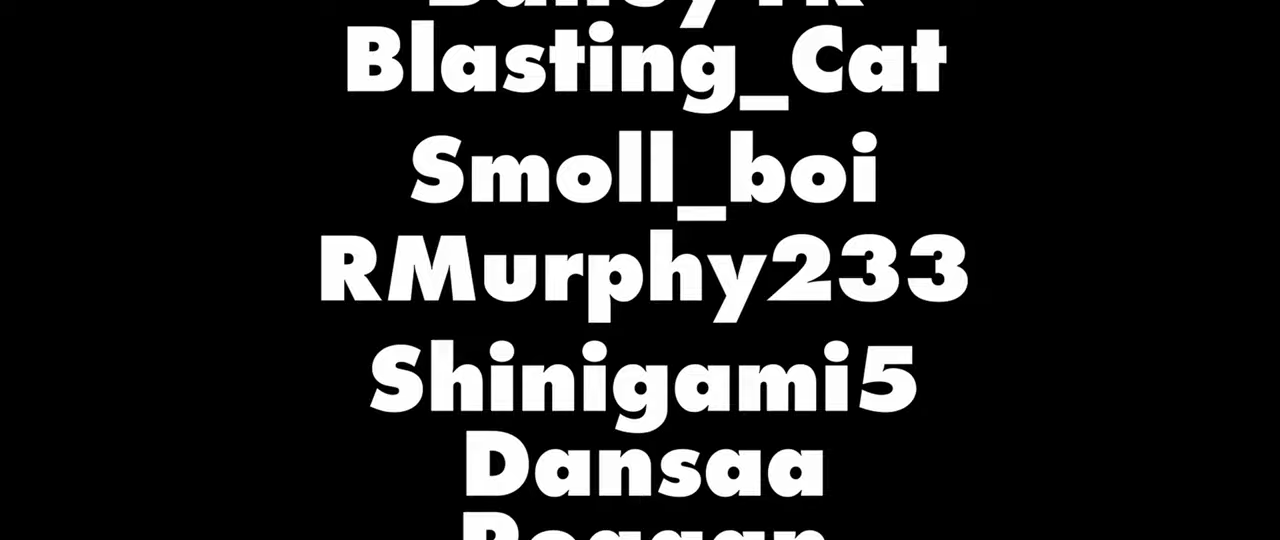 Blasting_Cat
Smoll_boi
RMurphy233
Shinigami5
Dansaa